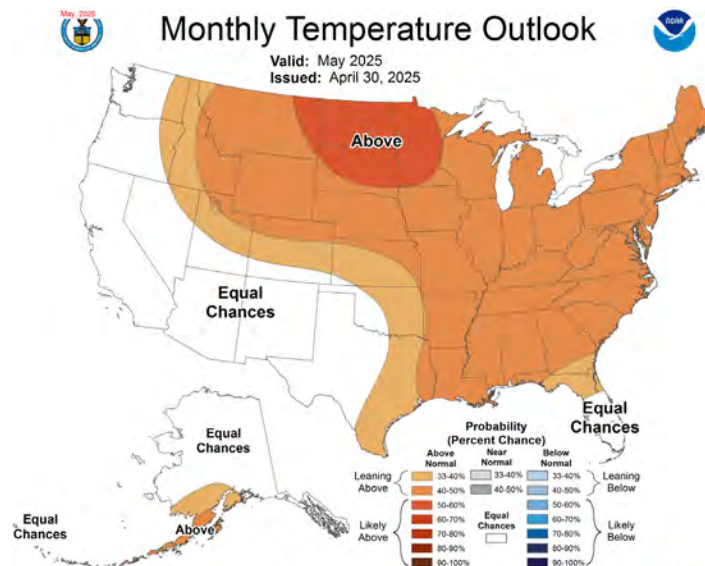 May 2025
Monthly Temperature Outlook
NOAA
Valid: May 2025
Issued: April 30, 2025
Above
Equal
Chances
Equal
Chances
Equal
Chances
Above
Equal
Chances
Probability
(Percent Chance)
Above
Normal
Near
Normal
Below
Normal
Leaning
Above
33-40%
33-40%
33-40%
Leaning
Below
40-50%
40-50%
40-50%
Likely
Above
50-60%
60-70%
70-80%
80-90%
90-100%
Equal
Chances
50-60%
60-70%
70-80%
80-90%
90-100%
Likely
Below